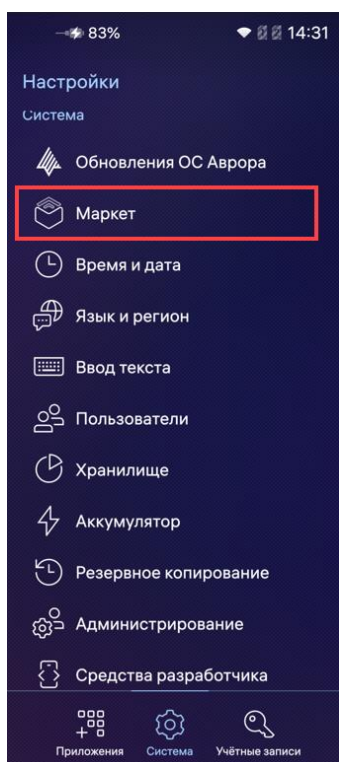 83% 14:31
Настройки
Система
Обновления ОС Аврора
Маркет
Время и дата
Язык и регион
Ввод текста
Пользователи
Хранилище
Аккумулятор
Резервное копирование
Администрирование
Средства разработчика
Приложения Система Учётные записи